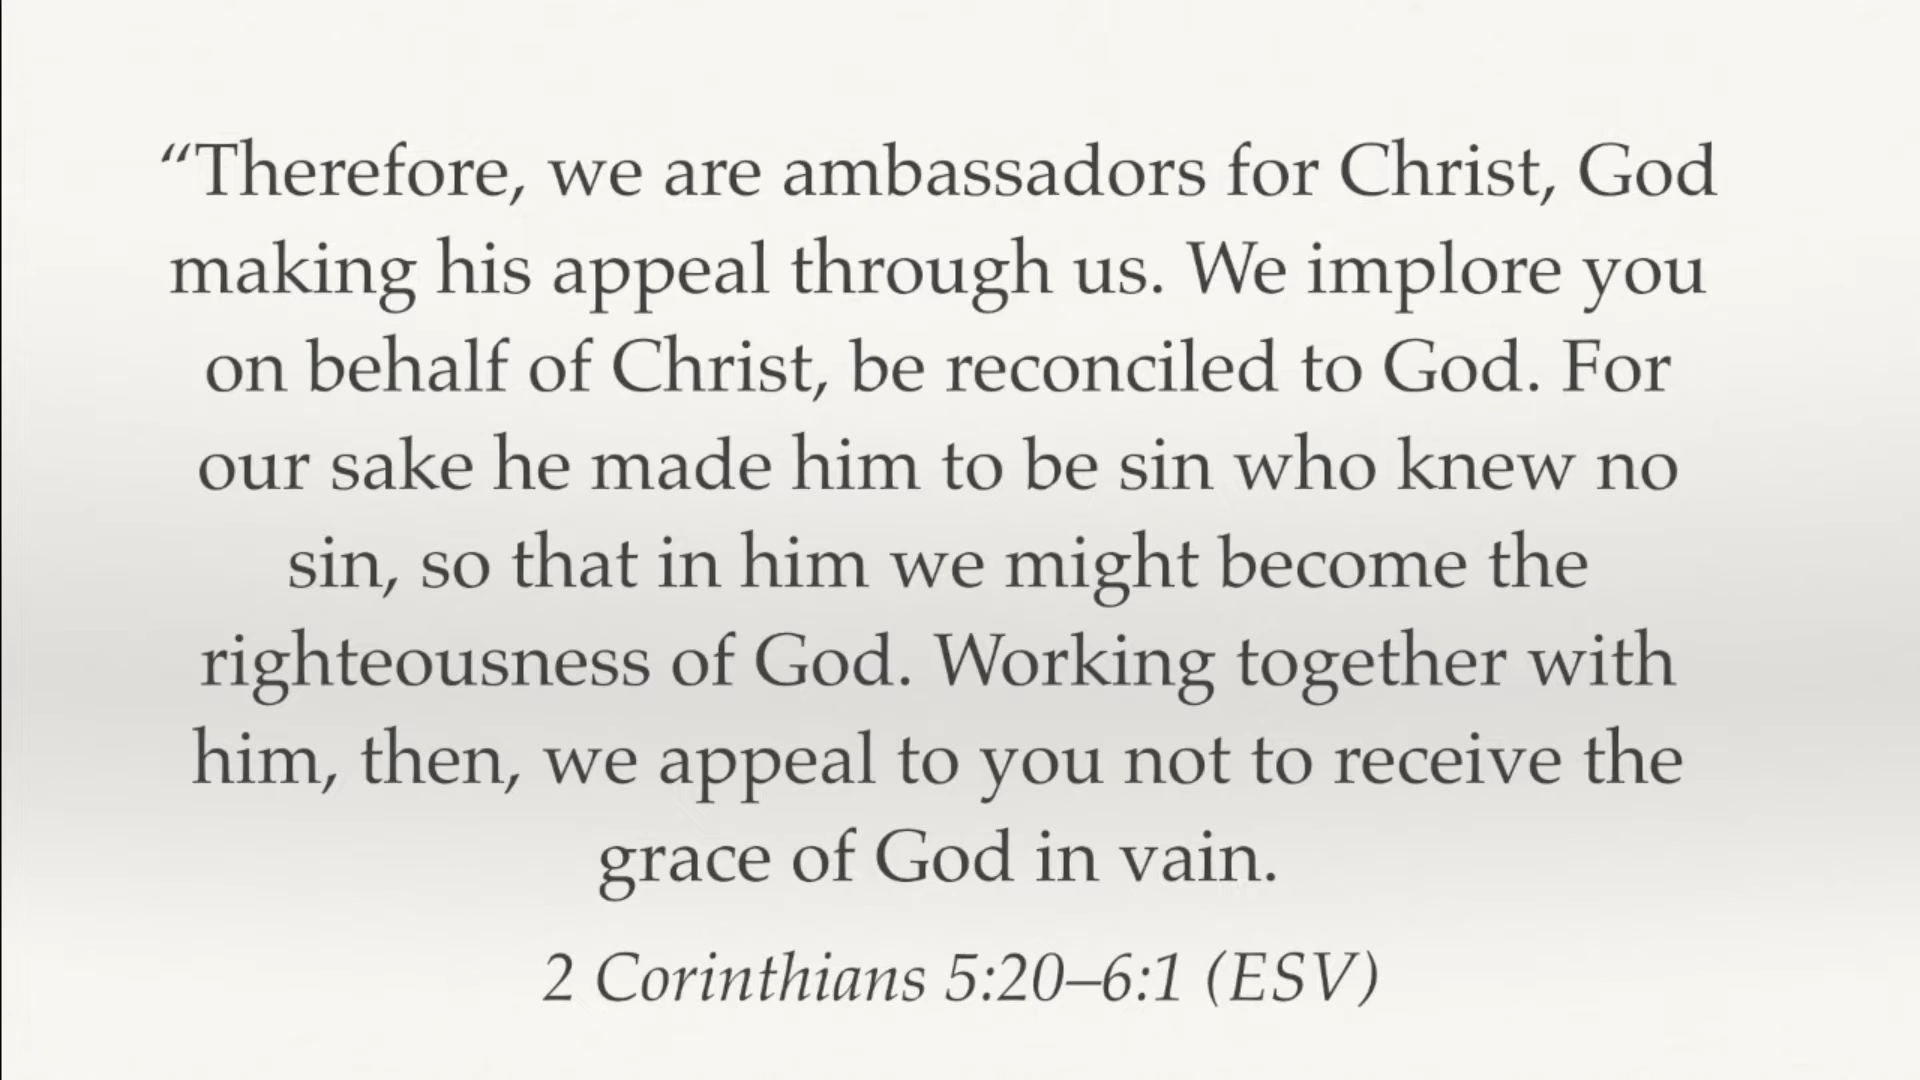 “Therefore, we are ambassadors for Christ, God
making his appeal through us. We implore you
on behalf of Christ, be reconciled to God. For
our sake he made him to be sin who knew no
sin, so that in him we might become the
righteousness of God. Working together with
him, then, we appeal to you not to receive the
grace of God in vain.
2 Corinthians 5:20–6:1 (ESV)